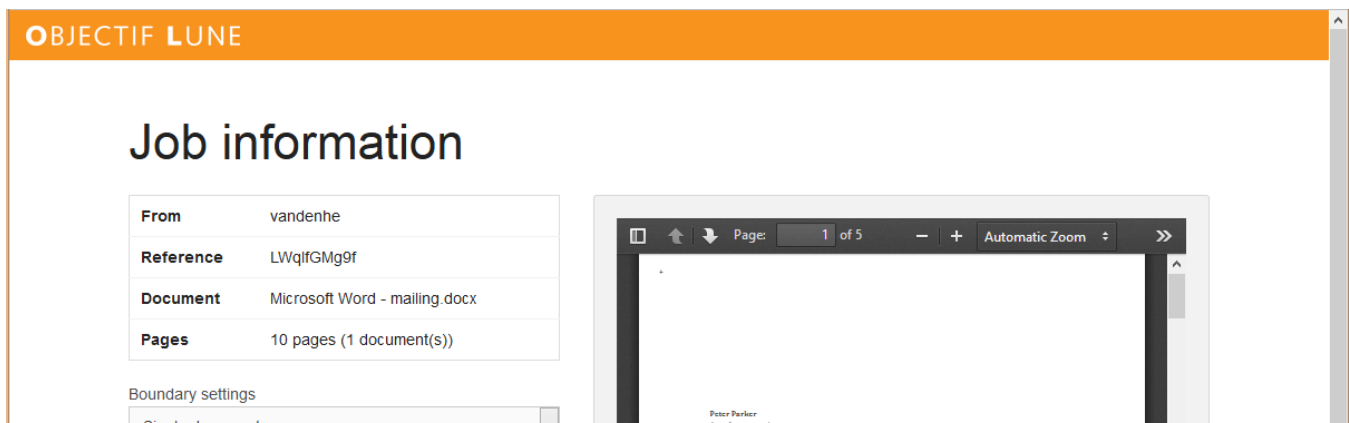 OBJECTIF LUNE
Job information
From vandenhe
Reference LWqlfGMg9f
Document Microsoft Word - mailing.docx
Pages 10 pages (1 document(s))
Boundary settings
Page: 1 of 5
Automatic Zoom
Peter Parker